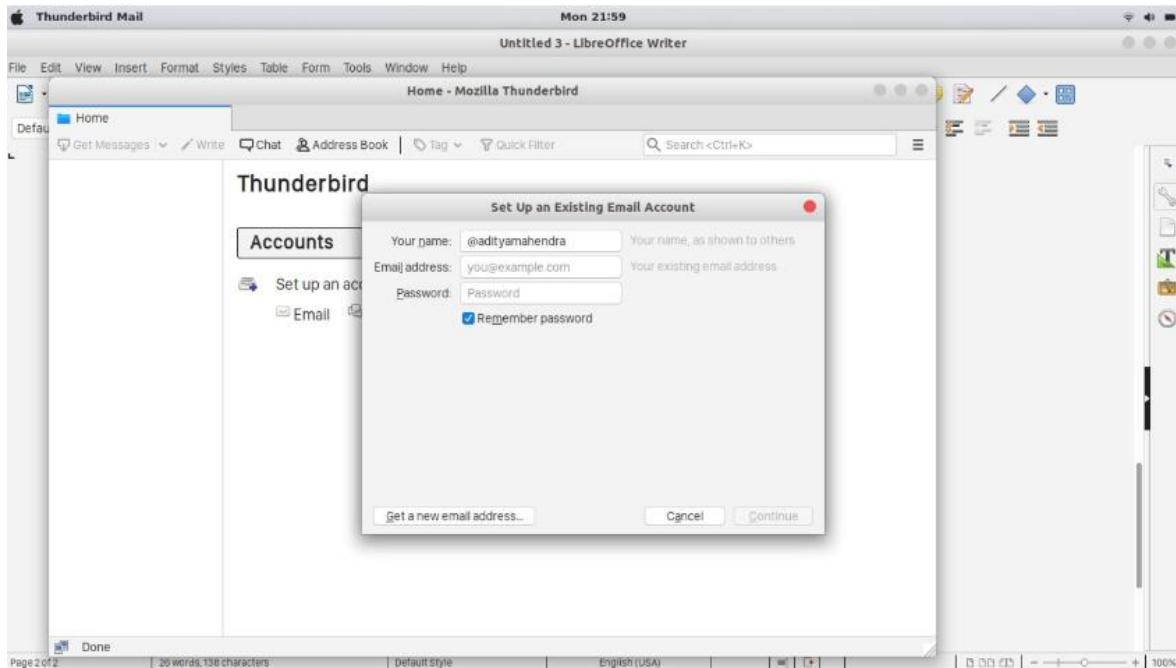 Thunderbird Mail Mon 21:59
Untitled 3 - LibreOffice Writer
File Edit View Insert Format Styles Table Form Tools Window Help
Home - Mozilla Thunderbird
Home
Defau
Get Messages Write Chat Address Book Tag Quick Filter Search <Ctrl+K>
Thunderbird
Set Up an Existing Email Account
Accounts
Your name: @adityamahendra Your name, as shown to others
Email address: you@example.com Your existing email address
Set up an acc
Password: Password
Email
Remember password
Get a new email address... Cancel Continue
Done
Page 2 of 2 26 words, 138 characters Default Style English (USA) 100%